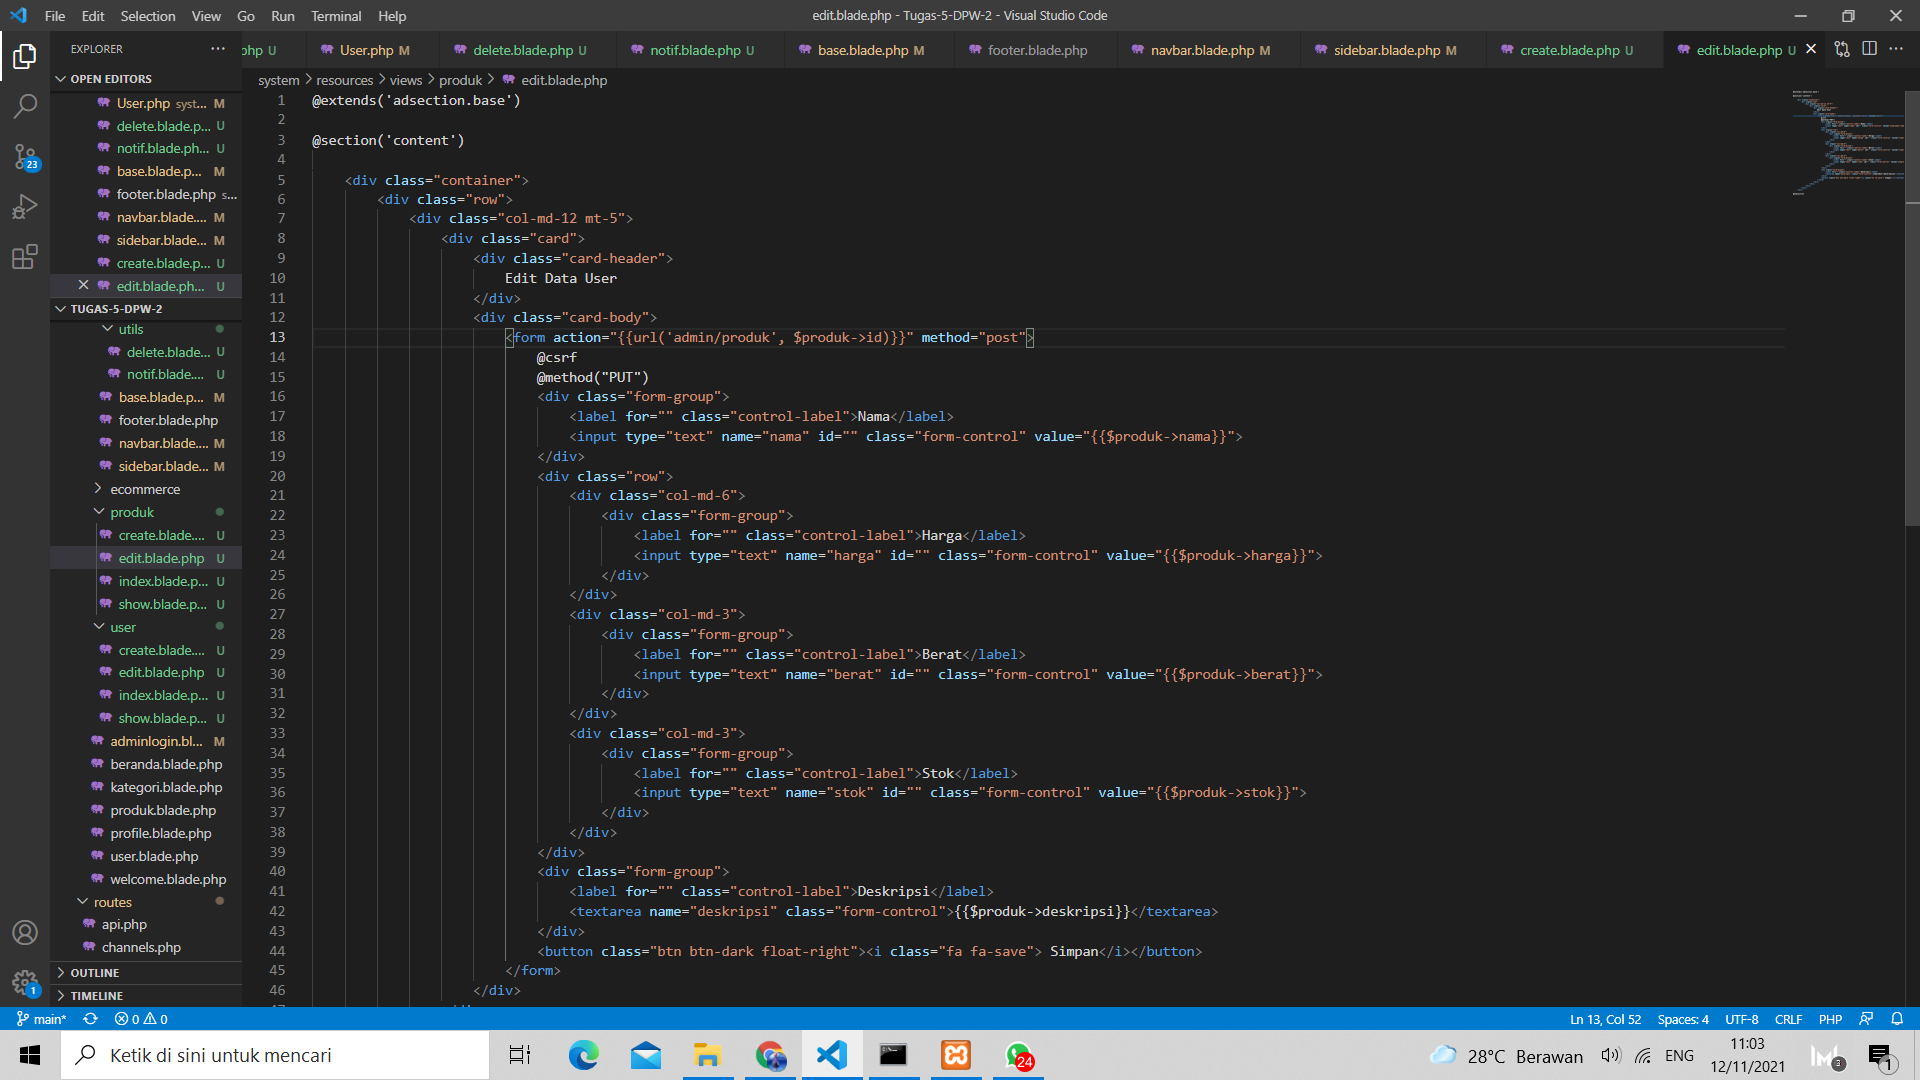 File Edit Selection View Go Run Terminal Help
edit.blade.php - Tugas-5-DPW-2 - Visual Studio Code
EXPLORER ···
php U User.php M delete.blade.php U notif.blade.php U base.blade.php M footer.blade.php navbar.blade.php M sidebar.blade.php M create.blade.php U edit.blade.php U
OPEN EDITORS
User.php syst... M
delete.blade.p... U
notif.blade.ph... U
base.blade.p... M
footer.blade.php s...
navbar.blade.... M
sidebar.blade... M
create.blade.p... U
edit.blade.ph... U
TUGAS-5-DPW-2
utils
delete.blade... U
notif.blade.... U
base.blade.p... M
footer.blade.php
navbar.blade.... M
sidebar.blade... M
ecommerce
produk
create.blade.... U
edit.blade.php U
index.blade.p... U
show.blade.p... U
user
create.blade.... U
edit.blade.php U
index.blade.p... U
show.blade.p... U
adminlogin.bl... M
beranda.blade.php
kategori.blade.php
produk.blade.php
profile.blade.php
user.blade.php
welcome.blade.php
routes
api.php
channels.php
OUTLINE
TIMELINE
23
1
system > resources > views > produk > edit.blade.php
1 @extends('adsection.base')
2
3 @section('content')
4
5 <div class="container">
6 <div class="row">
7 <div class="col-md-12 mt-5">
8 <div class="card">
9 <div class="card-header">
10 Edit Data User
11 </div>
12 <div class="card-body">
13 <form action="{{url('admin/produk', $produk->id)}}" method="post">
14 @csrf
15 @method("PUT")
16 <div class="form-group">
17 <label for="" class="control-label">Nama</label>
18 <input type="text" name="nama" id="" class="form-control" value="{{$produk->nama}}">
19 </div>
20 <div class="row">
21 <div class="col-md-6">
22 <div class="form-group">
23 <label for="" class="control-label">Harga</label>
24 <input type="text" name="harga" id="" class="form-control" value="{{$produk->harga}}">
25 </div>
26 </div>
27 <div class="col-md-3">
28 <div class="form-group">
29 <label for="" class="control-label">Berat</label>
30 <input type="text" name="berat" id="" class="form-control" value="{{$produk->berat}}">
31 </div>
32 </div>
33 <div class="col-md-3">
34 <div class="form-group">
35 <label for="" class="control-label">Stok</label>
36 <input type="text" name="stok" id="" class="form-control" value="{{$produk->stok}}">
37 </div>
38 </div>
39 </div>
40 <div class="form-group">
41 <label for="" class="control-label">Deskripsi</label>
42 <textarea name="deskripsi" class="form-control">{{$produk->deskripsi}}</textarea>
43 </div>
44 <button class="btn btn-dark float-right"><i class="fa fa-save"> Simpan</i></button>
45 </form>
46 </div>
main* 0 0 Ln 13, Col 52 Spaces: 4 UTF-8 CRLF PHP
Ketik di sini untuk mencari
24
28°C Berawan ENG
11:03
12/11/2021
3
1